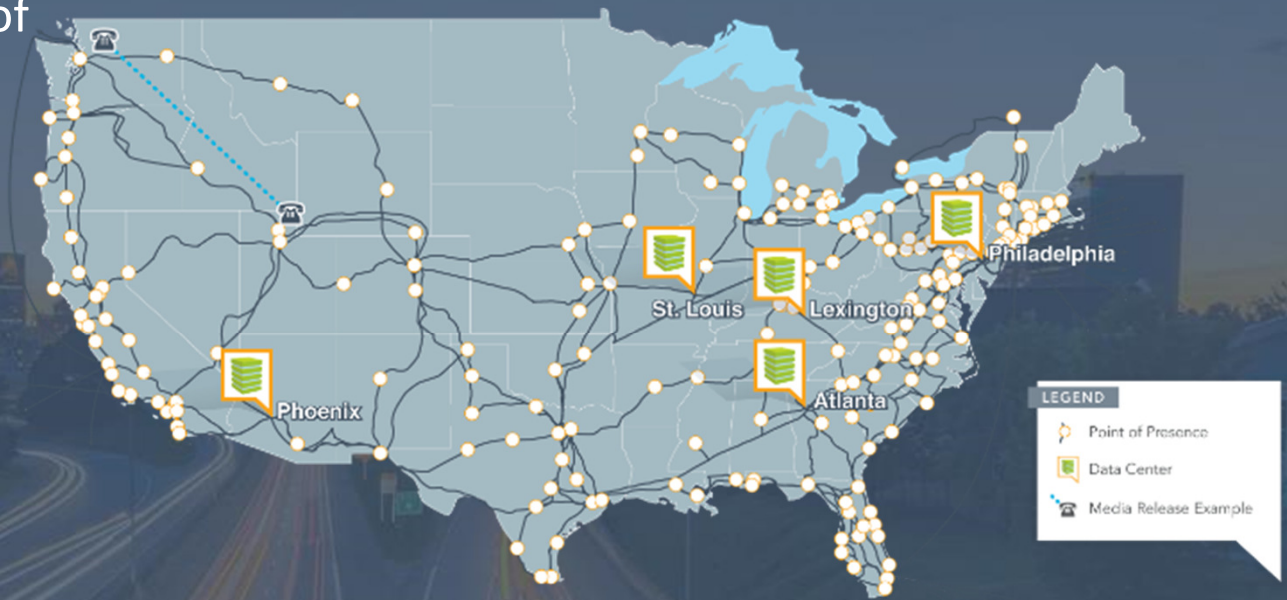 of
Philadelphia
St. Louis
Lexington
Phoenix
Atlanta
LEGEND
Point of Presence
Data Center
Media Release Example